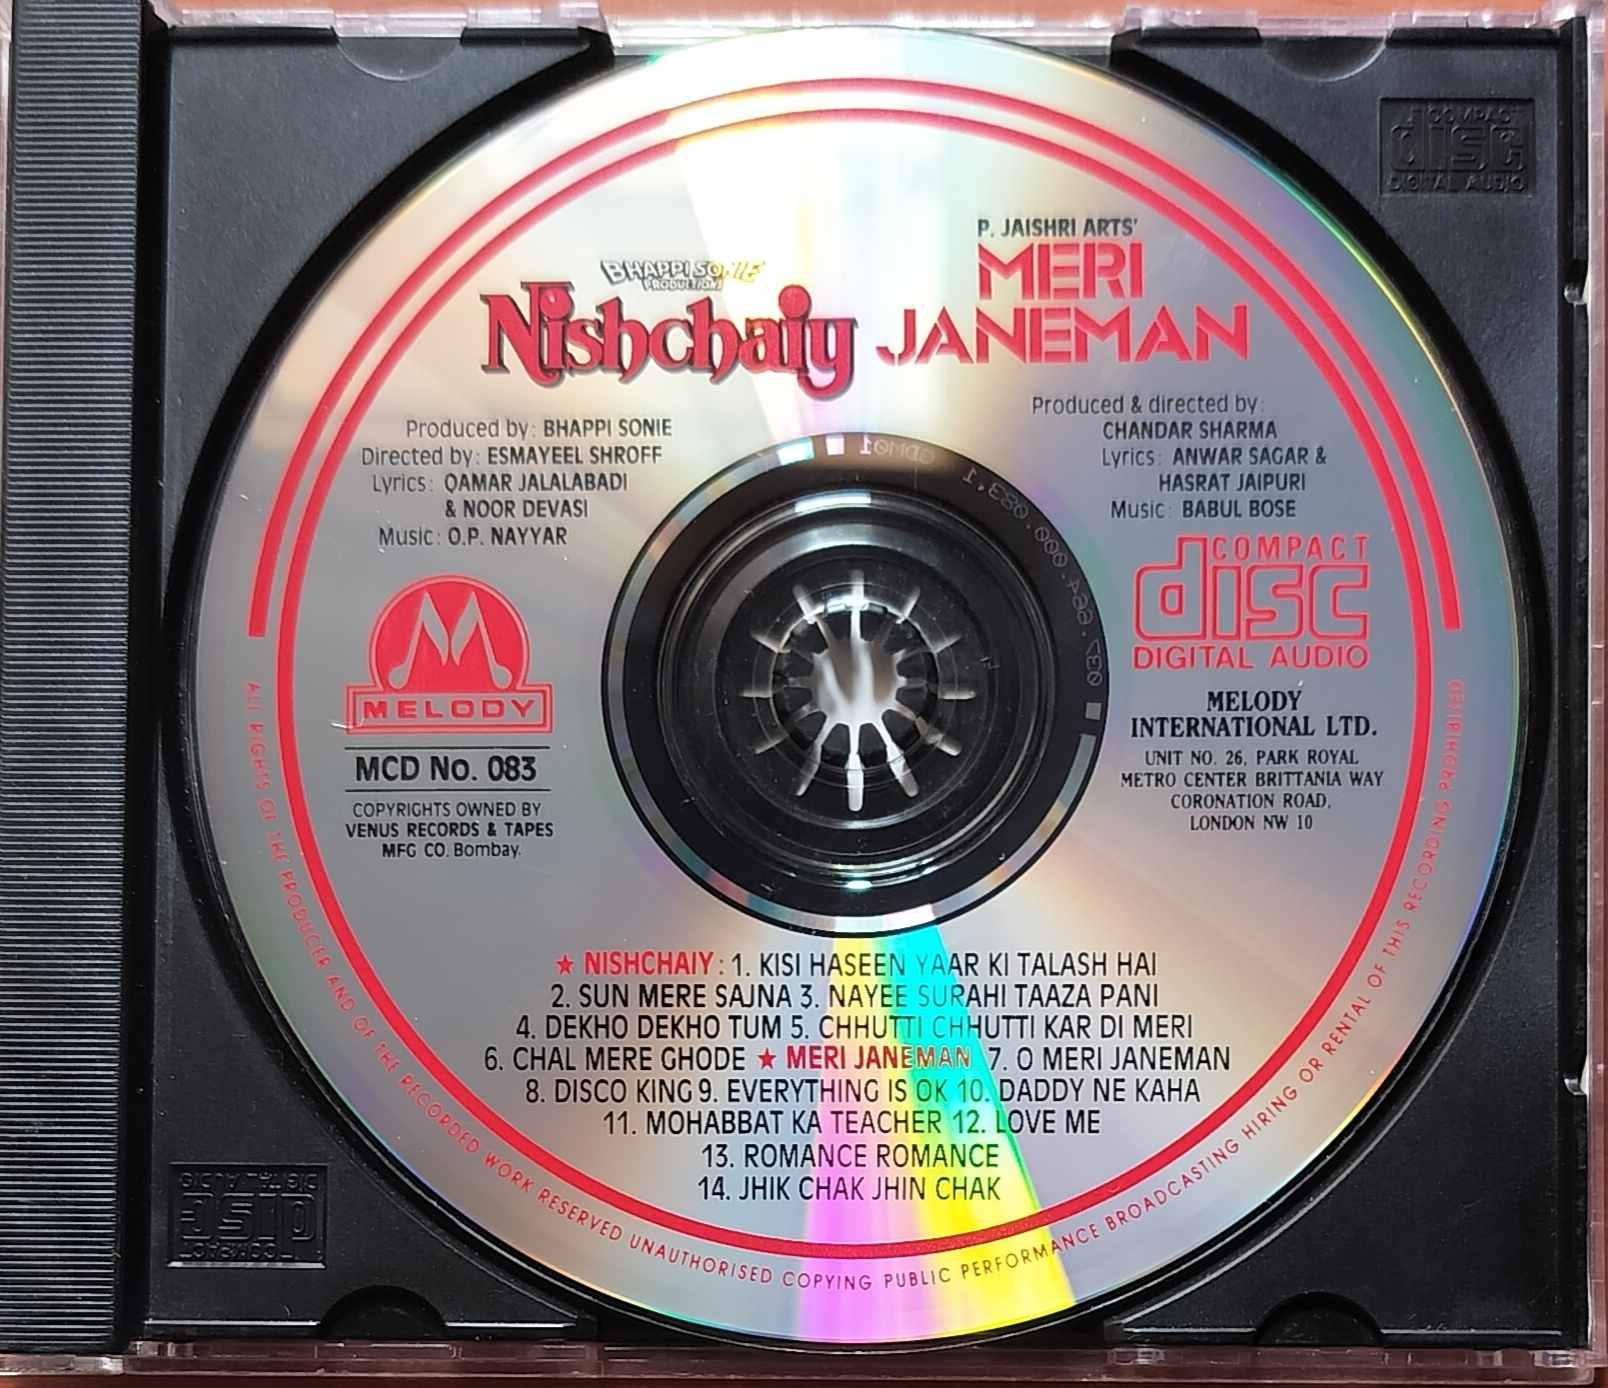 BHAPPI SONIE
PRODUCTIONS
Nishchaiy
Produced by: BHAPPI SONIE
Directed by: ESMAYEEL SHROFF
Lyrics: QAMAR JALALABADI
& NOOR DEVASI
Music: O.P. NAYYAR
P. JAISHRI ARTS'
MERI
JANEMAN
Produced & directed by:
CHANDAR SHARMA
Lyrics: ANWAR SAGAR &
HASRAT JAIPURI
Music: BABUL BOSE
MELODY
MCD No. 083
COPYRIGHTS OWNED BY
VENUS RECORDS & TAPES
MFG CO. Bombay.
COMPACT
disc
DIGITAL AUDIO
MELODY
INTERNATIONAL LTD.
UNIT NO. 26, PARK ROYAL
METRO CENTER BRITTANIA WAY
CORONATION ROAD,
LONDON NW 10
★ NISHCHAIY : 1. KISI HASEEN YAAR KI TALASH HAI
2. SUN MERE SAJNA 3. NAYEE SURAHI TAAZA PANI
4. DEKHO DEKHO TUM 5. CHHUTTI CHHUTTI KAR DI MERI
6. CHAL MERE GHODE ★ MERI JANEMAN 7. O MERI JANEMAN
8. DISCO KING 9. EVERYTHING IS OK 10. DADDY NE KAHA
11. MOHABBAT KA TEACHER 12. LOVE ME
13. ROMANCE ROMANCE
14. JHIK CHAK JHIN CHAK
ALL RIGHTS OF THE PRODUCER AND OF THE RECORDED WORK RESERVED UNAUTHORISED COPYING PUBLIC PERFORMANCE BROADCASTING HIRING OR RENTAL OF THIS RECORDING PROHIBITED
COMPACT
disc
DIGITAL AUDIO
COMPACT
disc
DIGITAL AUDIO